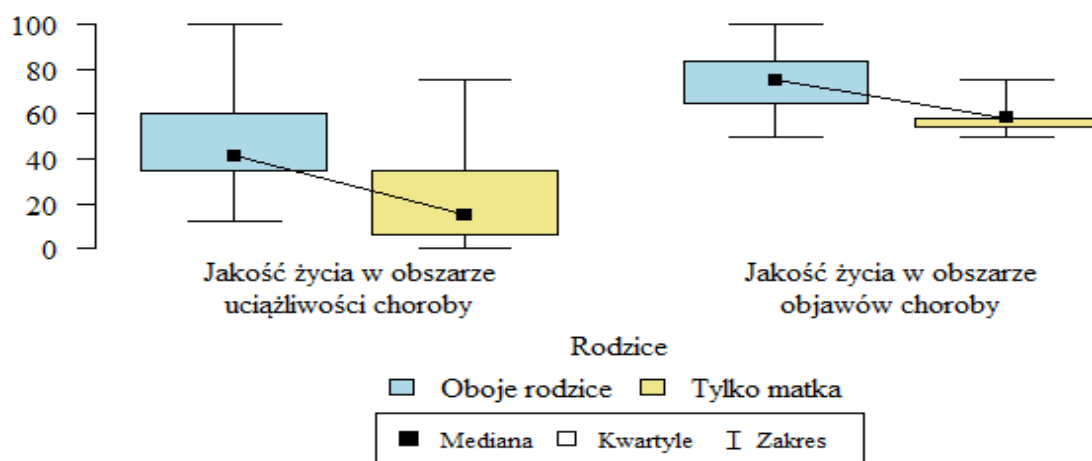 100
80
60
40
20
0
Jakość życia w obszarze
uciążliwości choroby
Jakość życia w obszarze
objawów choroby
Rodzice
Oboje rodzice Tylko matka
Mediana Kwartyle Zakres